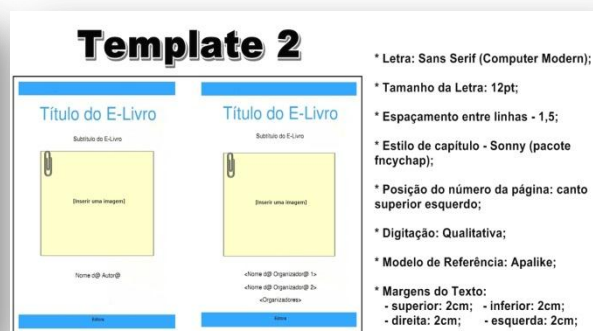 Template 2
Título do E-Livro
Subtítulo do E-Livro
[Inserir uma imagem]
Nome d@ Autor@
Editora
Título do E-Livro
Subtítulo do E-Livro
[Inserir uma imagem]
<Nome d@ Organizador@ 1>
<Nome d@ Organizador@ 2>
<Organizadores>
Editora
* Letra: Sans Serif (Computer Modern);
* Tamanho da Letra: 12pt;
* Espaçamento entre linhas - 1,5;
* Estilo de capítulo - Sonny (pacote
fncychap);
* Posição do número da página: canto
superior esquerdo;
* Digitação: Qualitativa;
* Modelo de Referência: Apalike;
* Margens do Texto:
- superior: 2cm; - inferior: 2cm;
- direita: 2cm; - esquerda: 2cm;